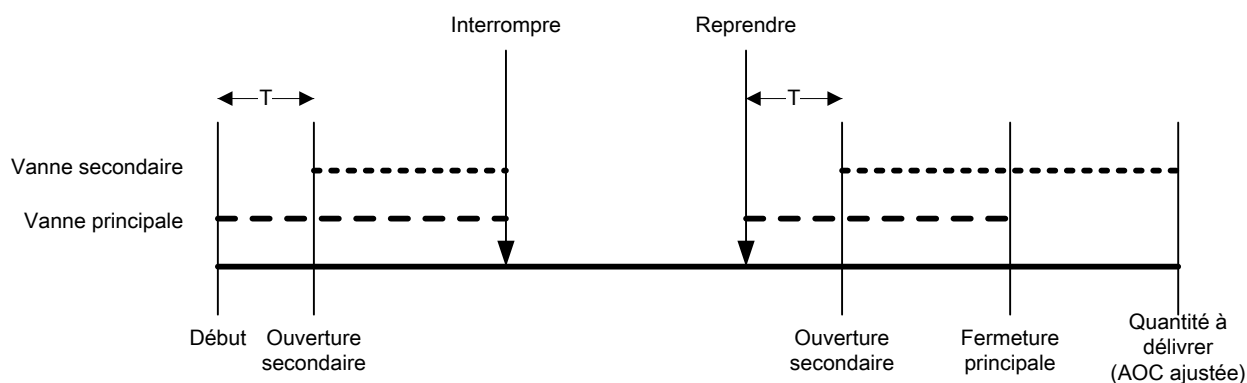 Interrompre
Reprendre
T
T
Vanne secondaire
Vanne principale
Début
Ouverture
secondaire
Ouverture
secondaire
Fermeture
principale
Quantité à
délivrer
(AOC ajustée)